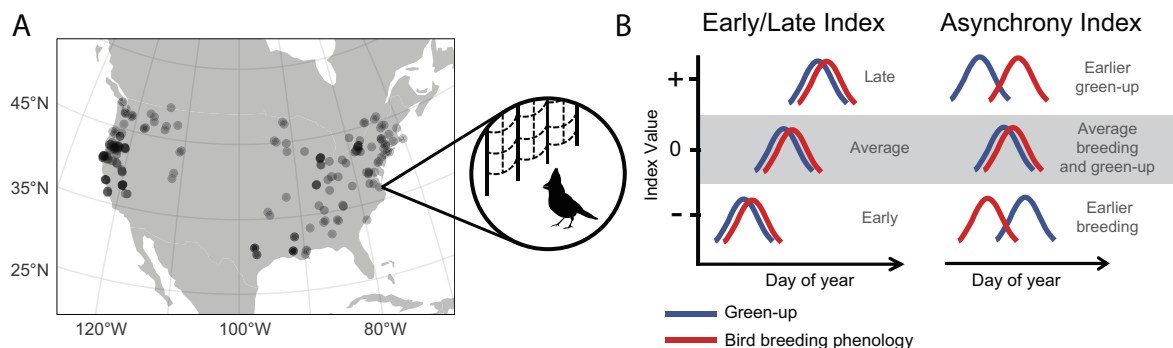 A
45°N
35°N
25°N
120°W
100°W
80°W
B
Early/Late Index
Asynchrony Index
Index Value
+
0
-
Late
Average
Early
Earlier
green-up
Average
breeding
and green-up
Earlier
breeding
Day of year
Day of year
Green-up
Bird breeding phenology